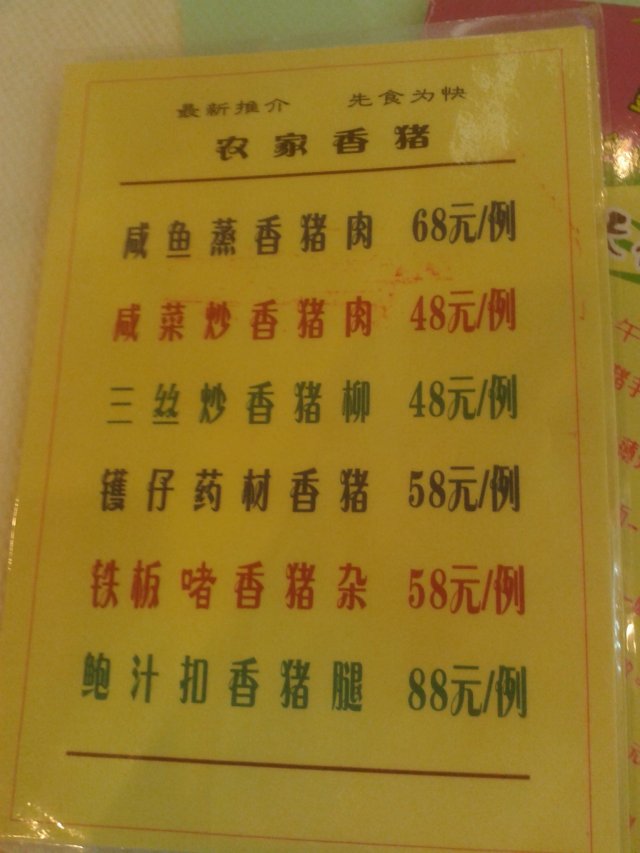 最新推介 先食为快
农家香猪
咸鱼蒸香猪肉 68元/例
咸菜炒香猪肉 48元/例
三丝炒香猪柳 48元/例
镬仔药材香猪 58元/例
铁板啫香猪杂 58元/例
鲍汁扣香猪腿 88元/例